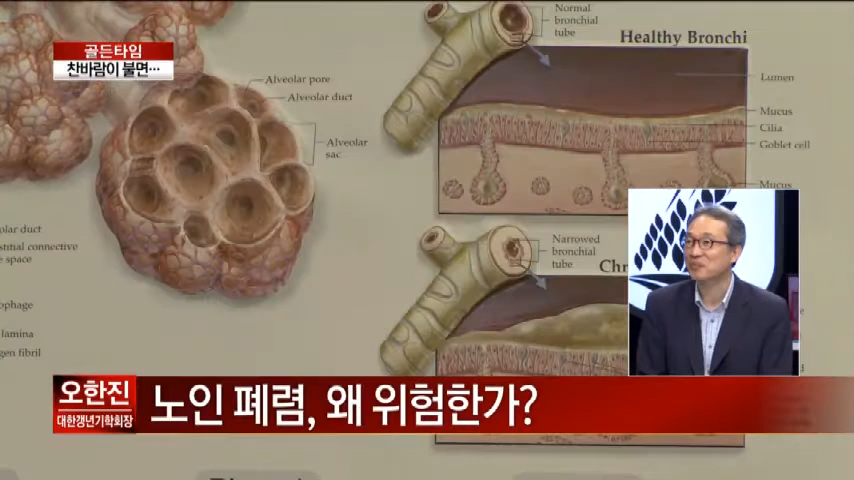 골든타임
찬바람이 불면…
Alveolar pore
Alveolar duct
Alveolar
sac
olar duct
stitial connective
e space
ophage
lamina
gen fibril
Normal
bronchial
tube
Healthy Bronchi
Lumen
Mucus
Cilia
Goblet cell
Mucus
Narrowed
bronchial
tube
Chr
오한진
대한갱년기학회장
노인 폐렴, 왜 위험한가?